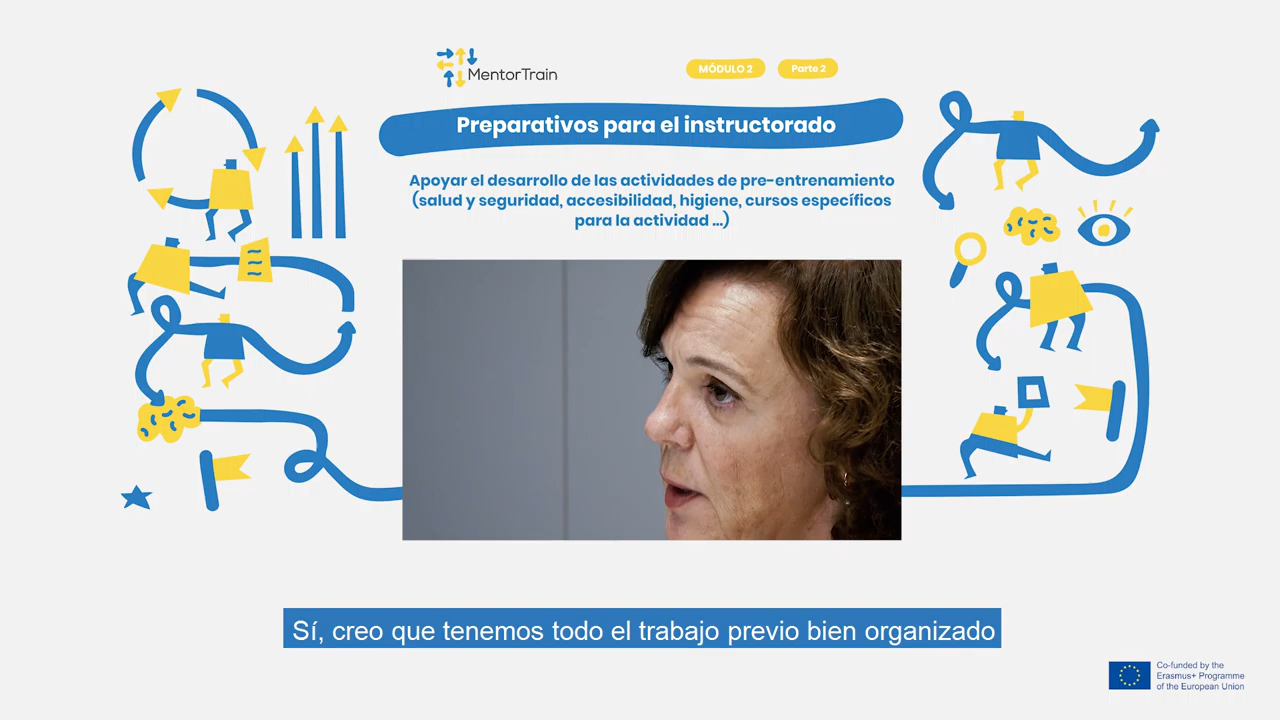 MentorTrain
MÓDULO 2
Parte 2
Preparativos para el instructorado
Apoyar el desarrollo de las actividades de pre-entrenamiento
(salud y seguridad, accesibilidad, higiene, cursos específicos
para la actividad ...)
Sí, creo que tenemos todo el trabajo previo bien organizado
Co-funded by the
Erasmus+ Programme
of the European Union